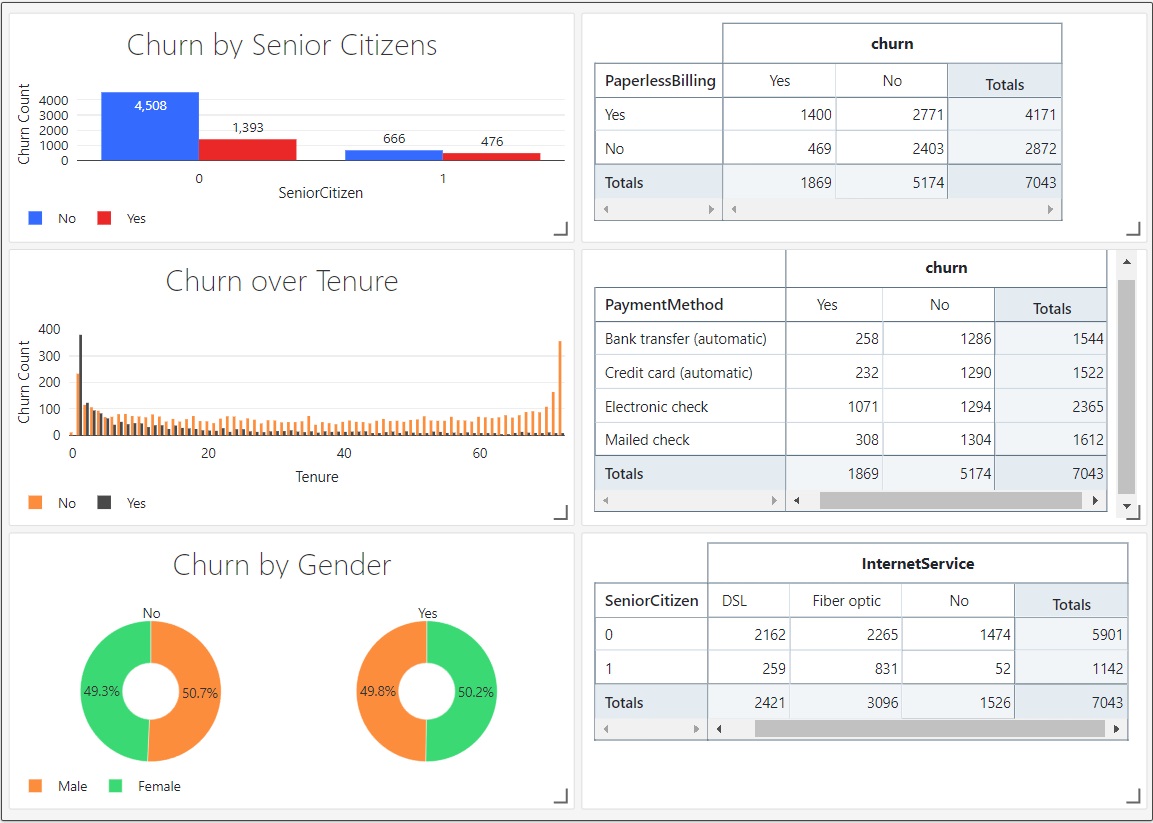 Churn by Senior Citizens
Churn Count
4000
3000
2000
1000
0
4,508
1,393
666
476
0 1
SeniorCitizen
No Yes
churn
PaperlessBilling Yes No Totals
Yes 1400 2771 4171
No 469 2403 2872
Totals 1869 5174 7043
Churn over Tenure
Churn Count
400
300
200
100
0
0 20 40 60
Tenure
No Yes
churn
PaymentMethod Yes No Totals
Bank transfer (automatic) 258 1286 1544
Credit card (automatic) 232 1290 1522
Electronic check 1071 1294 2365
Mailed check 308 1304 1612
Totals 1869 5174 7043
Churn by Gender
No Yes
49.3% 50.7% 49.8% 50.2%
Male Female
InternetService
SeniorCitizen DSL Fiber optic No Totals
0 2162 2265 1474 5901
1 259 831 52 1142
Totals 2421 3096 1526 7043